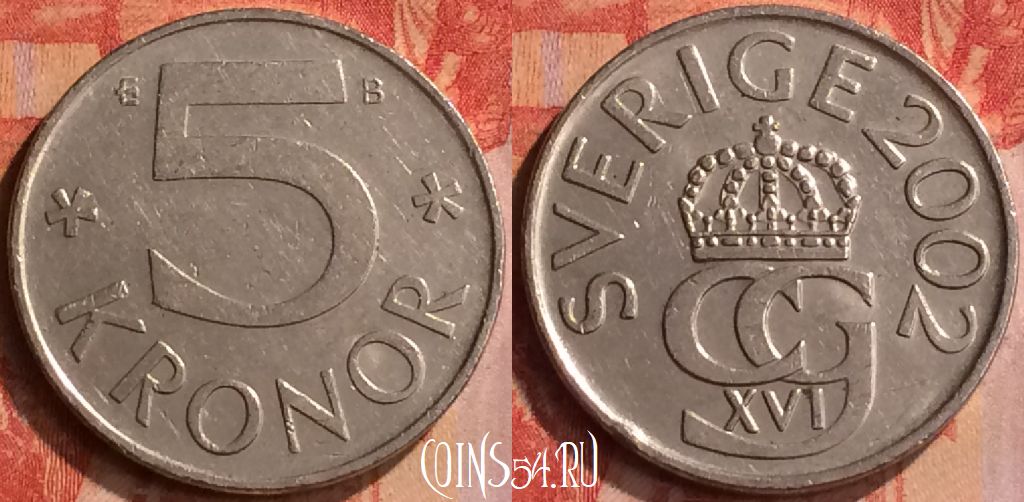 E B
5
* KRONOR *
SVERIGE 2002
CG
XVI
COINS54.RU